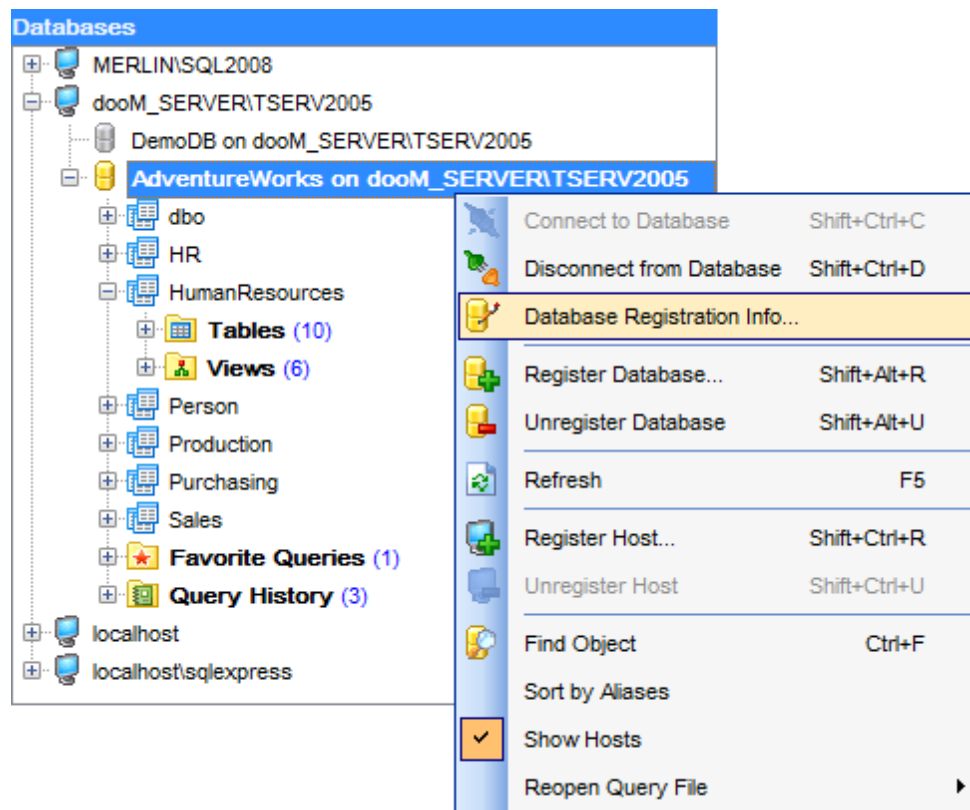 Databases
MERLIN\SQL2008
dooM_SERVER\TSERV2005
DemoDB on dooM_SERVER\TSERV2005
AdventureWorks on dooM_SERVER\TSERV2005
dbo
HR
HumanResources
Tables (10)
Views (6)
Person
Production
Purchasing
Sales
Favorite Queries (1)
Query History (3)
localhost
localhost\sqlexpress
Connect to Database Shift+Ctrl+C
Disconnect from Database Shift+Ctrl+D
Database Registration Info...
Register Database... Shift+Alt+R
Unregister Database Shift+Alt+U
Refresh F5
Register Host... Shift+Ctrl+R
Unregister Host Shift+Ctrl+U
Find Object Ctrl+F
Sort by Aliases
Show Hosts
Reopen Query File